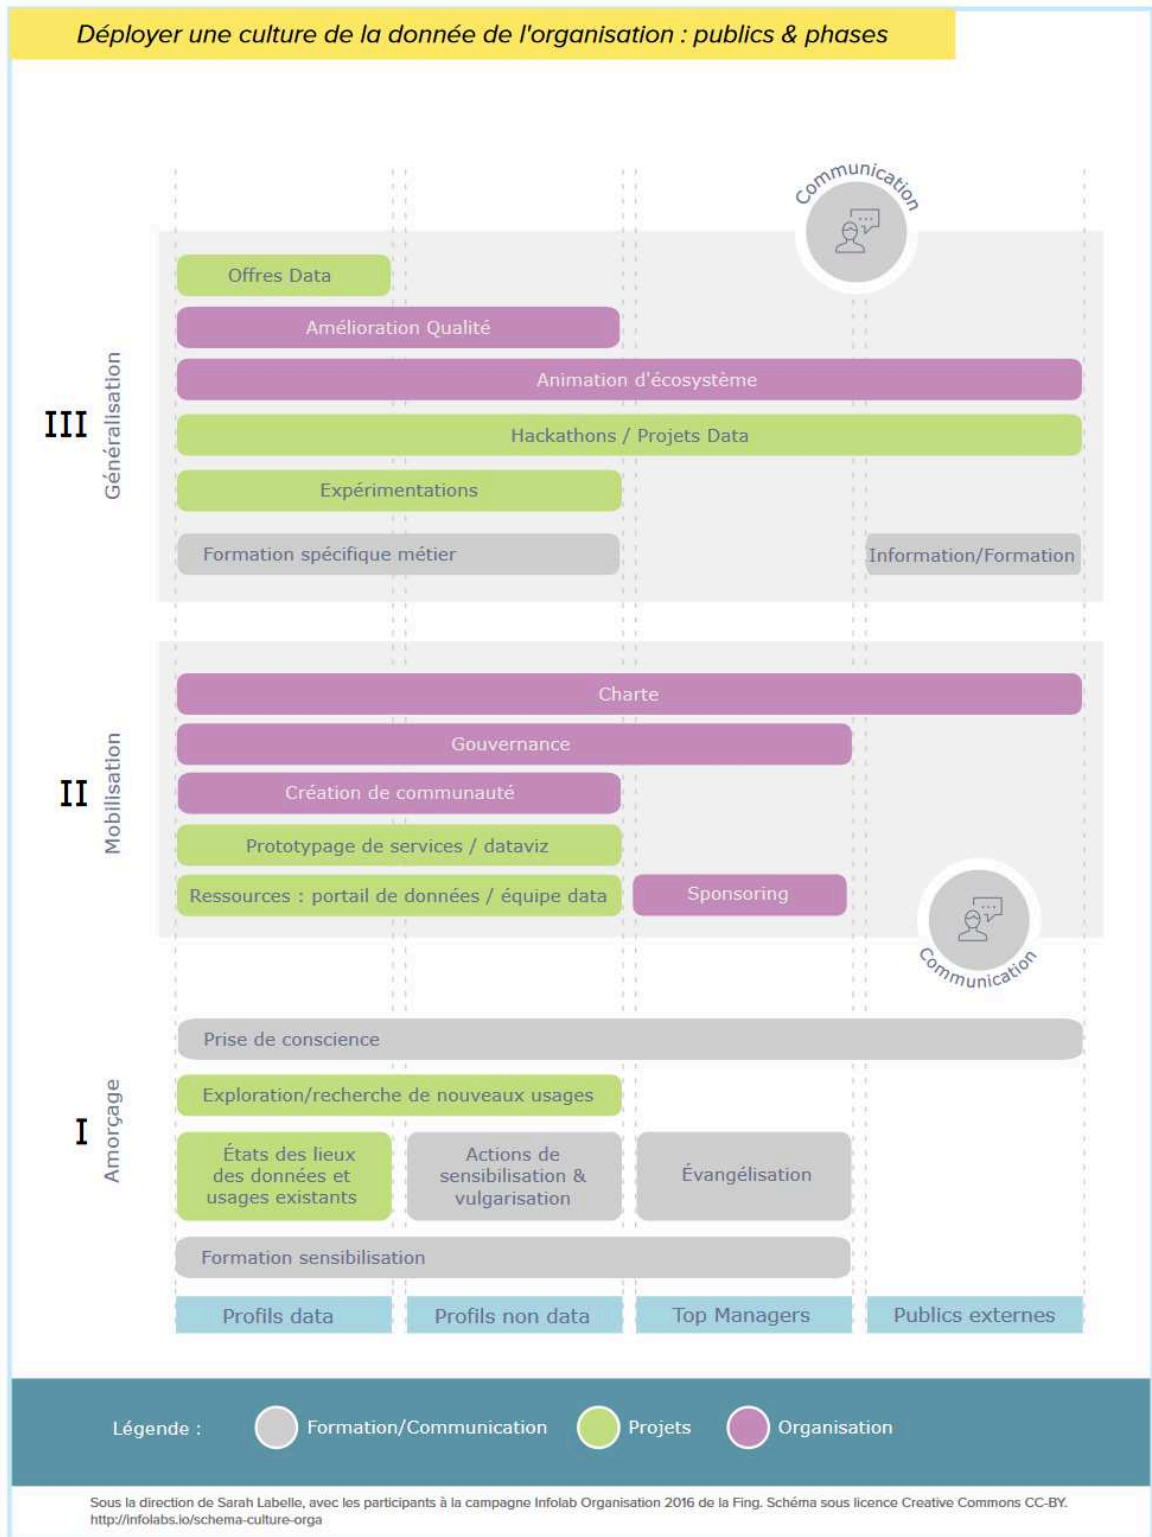 Déployer une culture de la donnée de l'organisation : publics & phases
Communication
Offres Data
Amélioration Qualité
Animation d'écosystème
Hackathons / Projets Data
Expérimentations
Formation spécifique métier
Information/Formation
III
Généralisation
Charte
Gouvernance
Création de communauté
Prototypage de services / dataviz
Ressources : portail de données / équipe data
Sponsoring
II
Mobilisation
Communication
Prise de conscience
Exploration/recherche de nouveaux usages
États des lieux
des données et
usages existants
Actions de
sensibilisation &
vulgarisation
Évangélisation
Formation sensibilisation
I
Amorçage
Profils data
Profils non data
Top Managers
Publics externes
Légende :
Formation/Communication
Projets
Organisation
Sous la direction de Sarah Labelle, avec les participants à la campagne Infolab Organisation 2016 de la Fing. Schéma sous licence Creative Commons CC-BY.
http://infolabs.io/schema-culture-orga